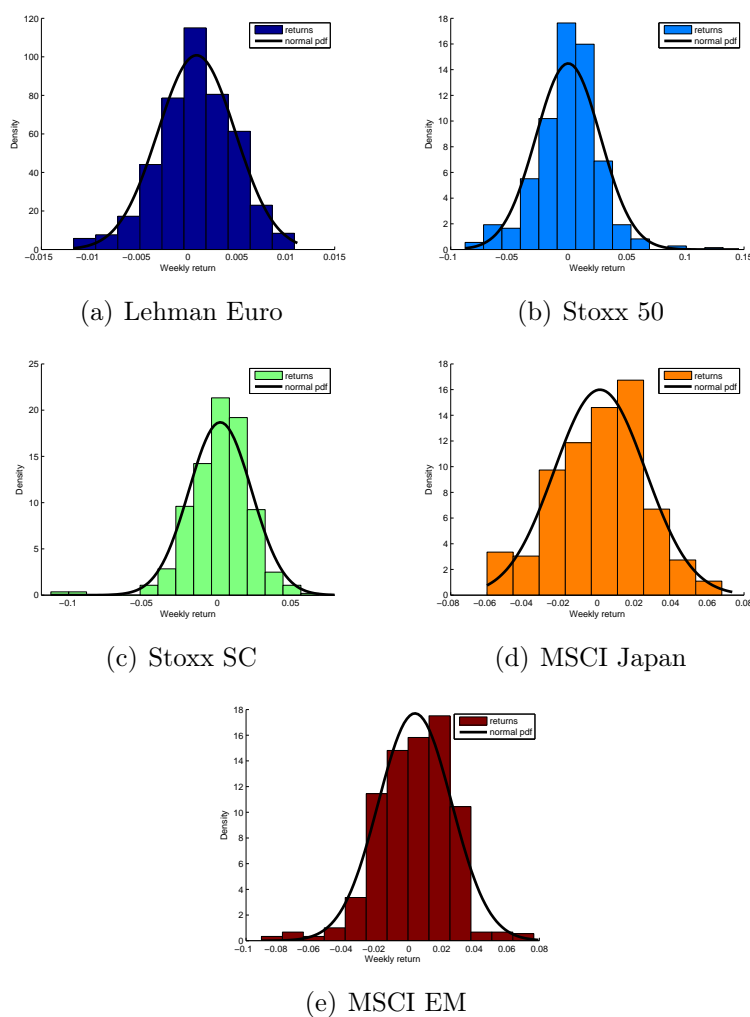 120
100
80
60
40
20
0
Density
−0.015 −0.01 −0.005 0 0.005 0.01 0.015
Weekly return
returns
normal pdf
(a) Lehman Euro
18
16
14
12
10
8
6
4
2
0
Density
−0.1 −0.05 0 0.05 0.1 0.15
Weekly return
returns
normal pdf
(b) Stoxx 50
25
20
15
10
5
0
Density
−0.1 −0.05 0 0.05
Weekly return
returns
normal pdf
(c) Stoxx SC
18
16
14
12
10
8
6
4
2
0
Density
−0.08 −0.06 −0.04 −0.02 0 0.02 0.04 0.06 0.08
Weekly return
returns
normal pdf
(d) MSCI Japan
18
16
14
12
10
8
6
4
2
0
Density
−0.1 −0.08 −0.06 −0.04 −0.02 0 0.02 0.04 0.06 0.08
Weekly return
returns
normal pdf
(e) MSCI EM